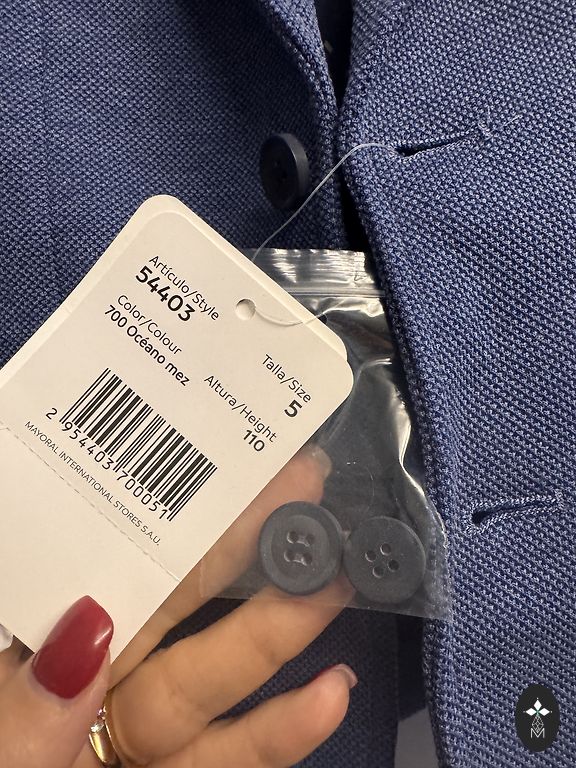 Artículo/Style
54403
Color/Colour
700 Océano mez
Talla/Size
5
Altura/Height
110
2 954403 700051
MAYORAL INTERNATIONAL STORES S.A.U.
M